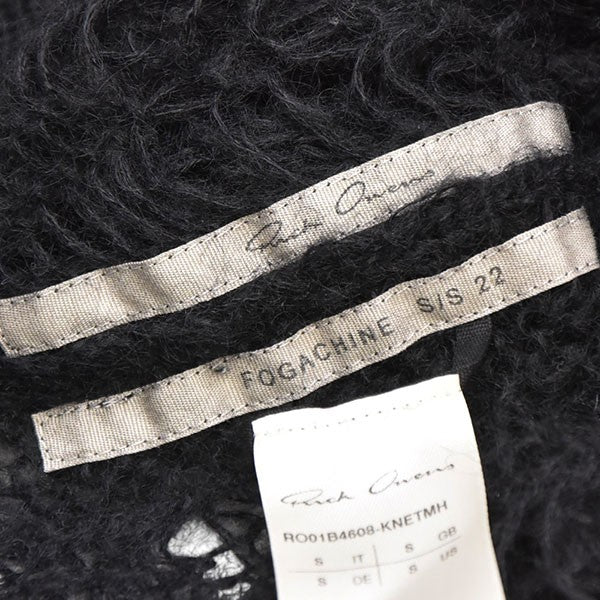 Rick Owens
FOGACHINE S/S 22
Rick Owens
RO01B4608-KNETMH
S IT S GB
S DE S US